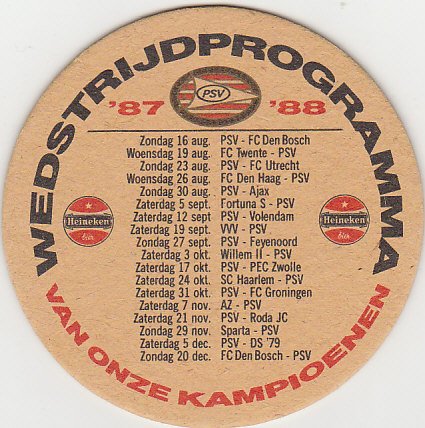 WEDSTRIJDPROGRAMMA
'87 PSV '88
Zondag 16 aug. PSV - FC Den Bosch
Woensdag 19 aug. FC Twente - PSV
Zondag 23 aug. PSV - FC Utrecht
Woensdag 26 aug. FC Den Haag - PSV
Zondag 30 aug. PSV - Ajax
Zaterdag 5 sept. Fortuna S - PSV
Zaterdag 12 sept PSV - Volendam
Zaterdag 19 sept. VVV - PSV
Zondag 27 sept. PSV - Feyenoord
Zaterdag 3 okt. Willem II - PSV
Zaterdag 17 okt. PSV - PEC Zwolle
Zaterdag 24 okt. SC Haarlem - PSV
Zaterdag 31 okt. PSV - FC Groningen
Zaterdag 7 nov. AZ - PSV
Zaterdag 21 nov. PSV - Roda JC
Zondag 29 nov. Sparta - PSV
Zaterdag 5 dec. PSV - DS '79
Zondag 20 dec. FC Den Bosch - PSV
Heineken
bier
Heineken
bier
VAN ONZE KAMPIOENEN